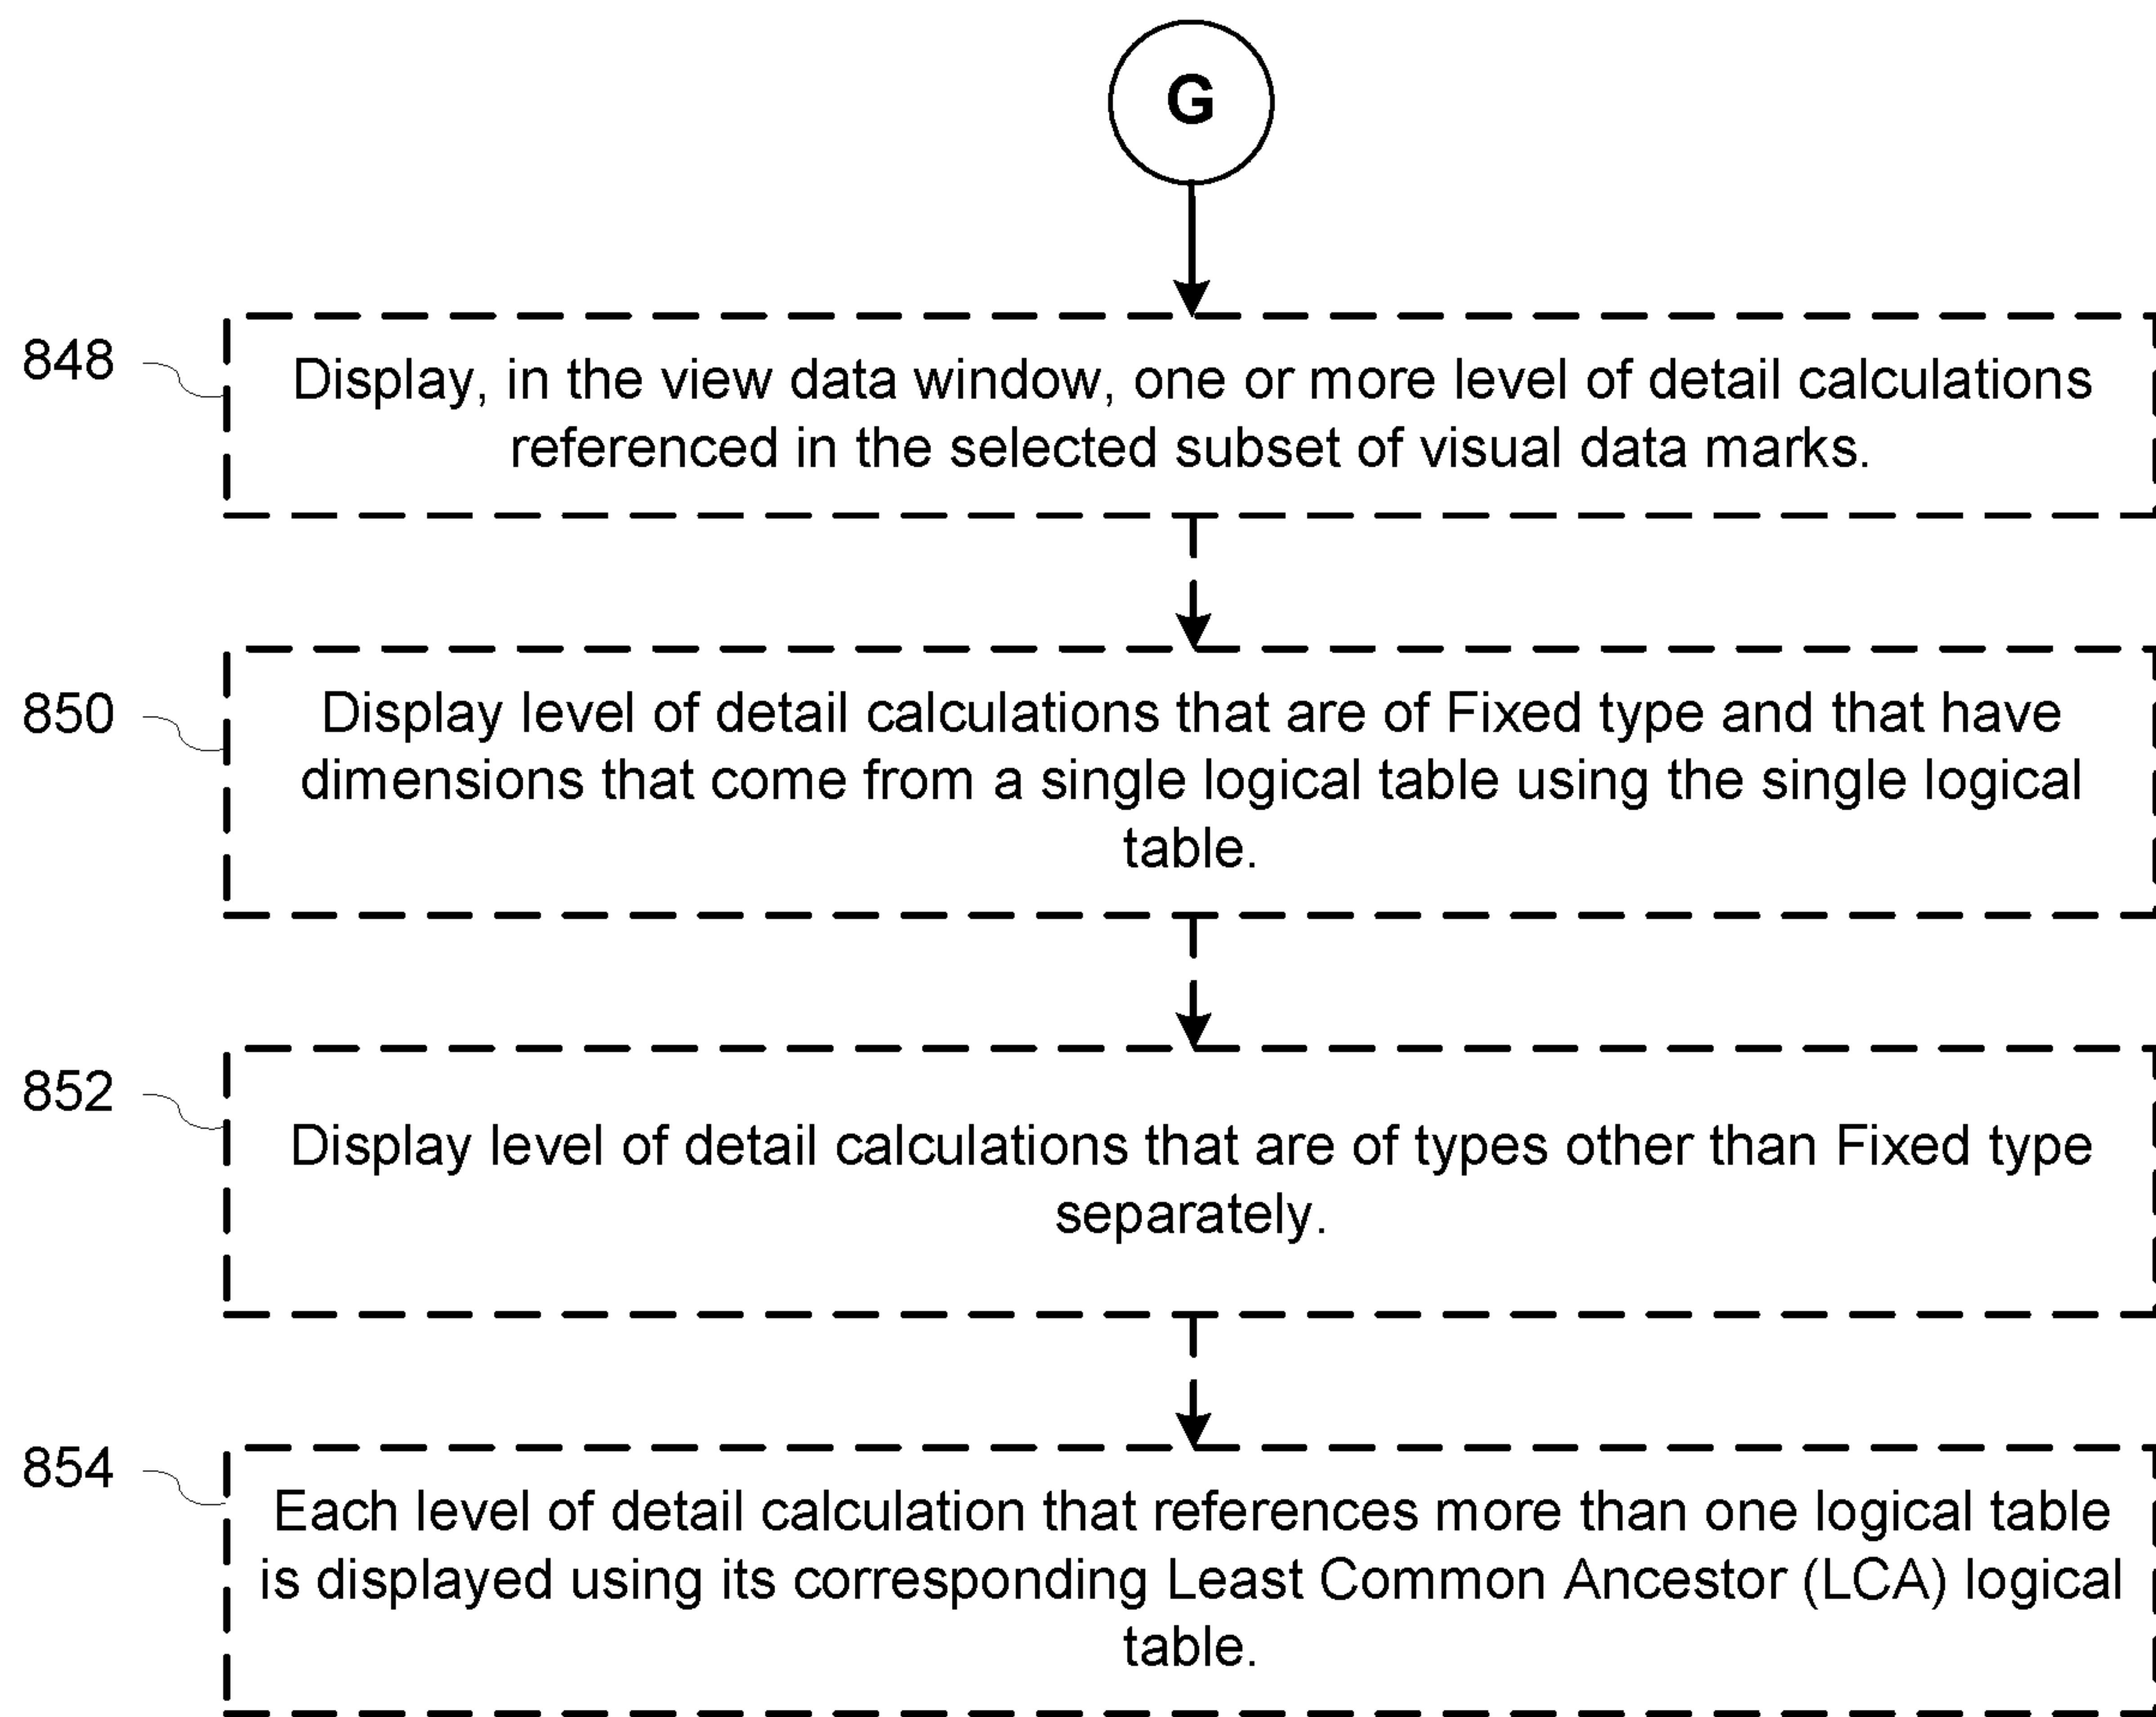 G
848
Display, in the view data window, one or more level of detail calculations
referenced in the selected subset of visual data marks.
850
Display level of detail calculations that are of Fixed type and that have
dimensions that come from a single logical table using the single logical
table.
852
Display level of detail calculations that are of types other than Fixed type
separately.
854
Each level of detail calculation that references more than one logical table
is displayed using its corresponding Least Common Ancestor (LCA) logical
table.